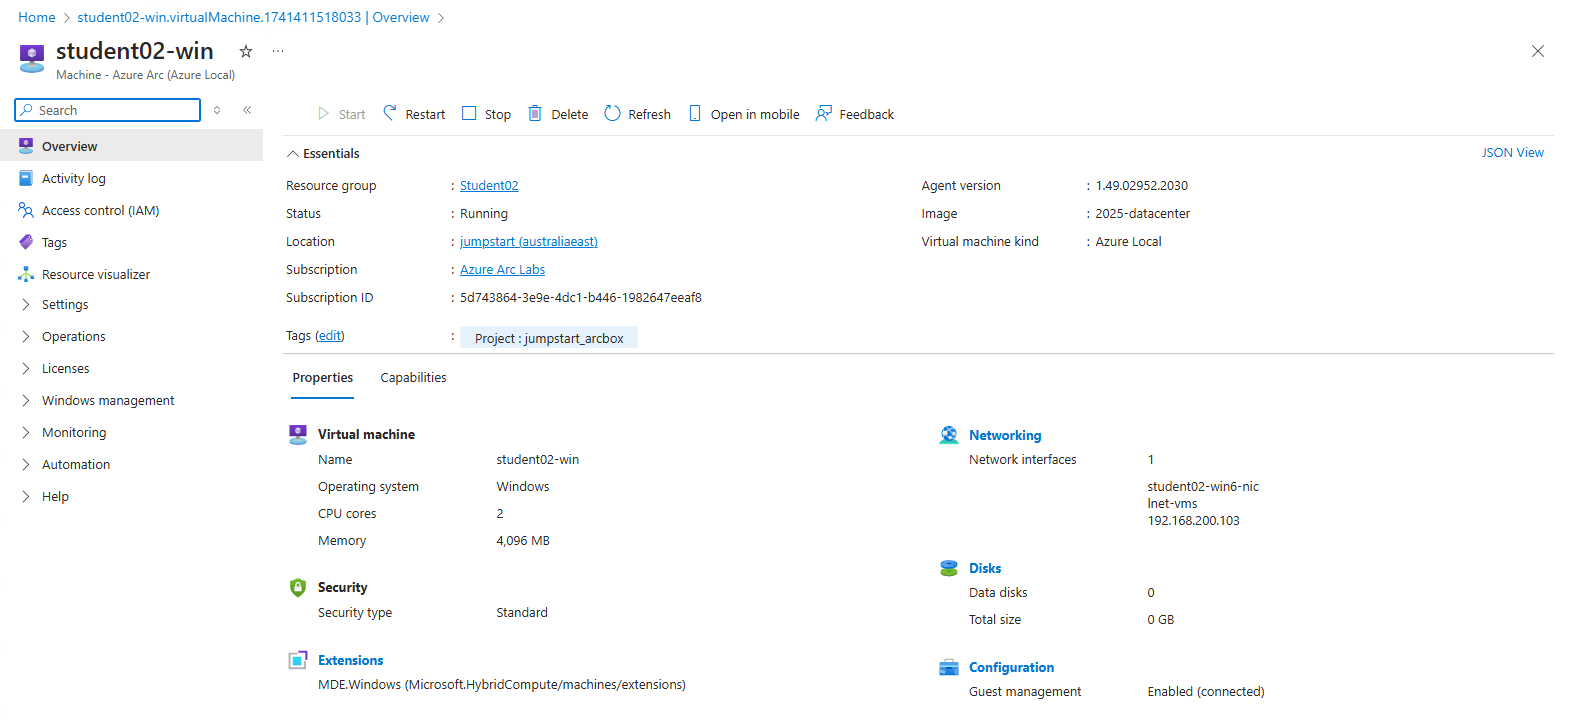 Home > student02-win.virtualMachine.1741411518033 | Overview >
student02-win
Machine - Azure Arc (Azure Local)
Search
Start Restart Stop Delete Refresh Open in mobile Feedback
Overview
Activity log
Access control (IAM)
Tags
Resource visualizer
Settings
Operations
Licenses
Windows management
Monitoring
Automation
Help
Essentials
JSON View
Resource group : Student02
Status : Running
Location : jumpstart (australiaeast)
Subscription : Azure Arc Labs
Subscription ID : 5d743864-3e9e-4dc1-b446-1982647eeaf8
Agent version : 1.49.02952.2030
Image : 2025-datacenter
Virtual machine kind : Azure Local
Tags (edit) : Project : jumpstart_arcbox
Properties Capabilities
Virtual machine
Name student02-win
Operating system Windows
CPU cores 2
Memory 4,096 MB
Security
Security type Standard
Extensions
MDE.Windows (Microsoft.HybridCompute/machines/extensions)
Networking
Network interfaces 1
student02-win6-nic
lnet-vms
192.168.200.103
Disks
Data disks 0
Total size 0 GB
Configuration
Guest management Enabled (connected)